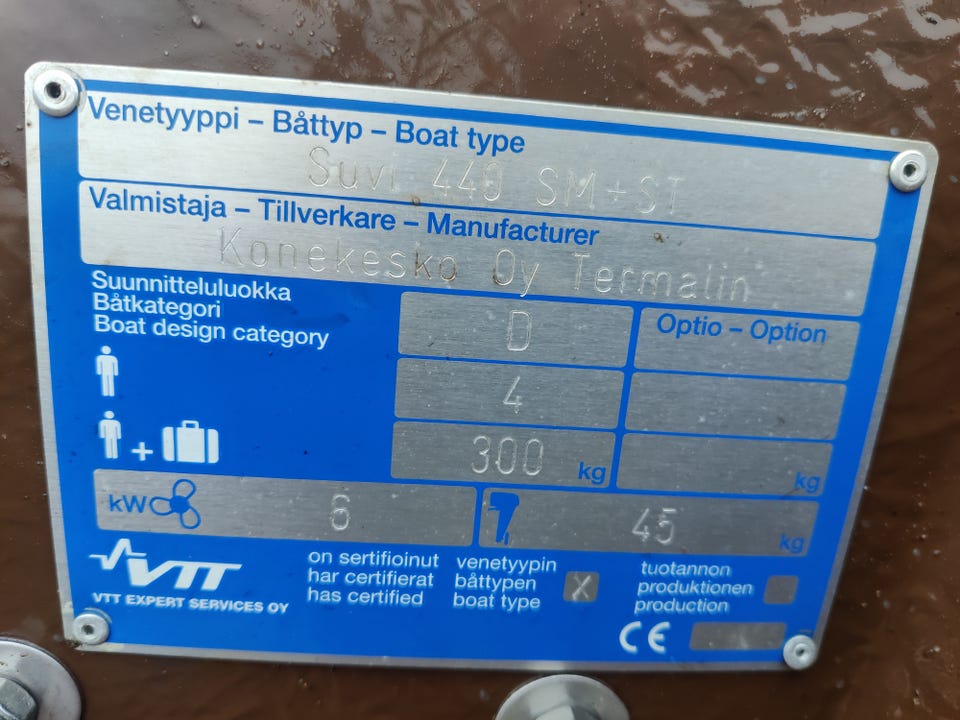 Venetyyppi – Båttyp – Boat type
Suvi 440 SM+ST
Valmistaja – Tillverkare – Manufacturer
Konekesko Oy Termalin
Suunnitteluluokka
Båtkategori
Boat design category
D
Optio – Option
4
+
300 kg
kg
kW
6
45 kg
VTT
VTT EXPERT SERVICES OY
on sertifioinut
har certifierat
has certified
venetyypin
båttypen
boat type
X
tuotannon
produktionen
production
CE